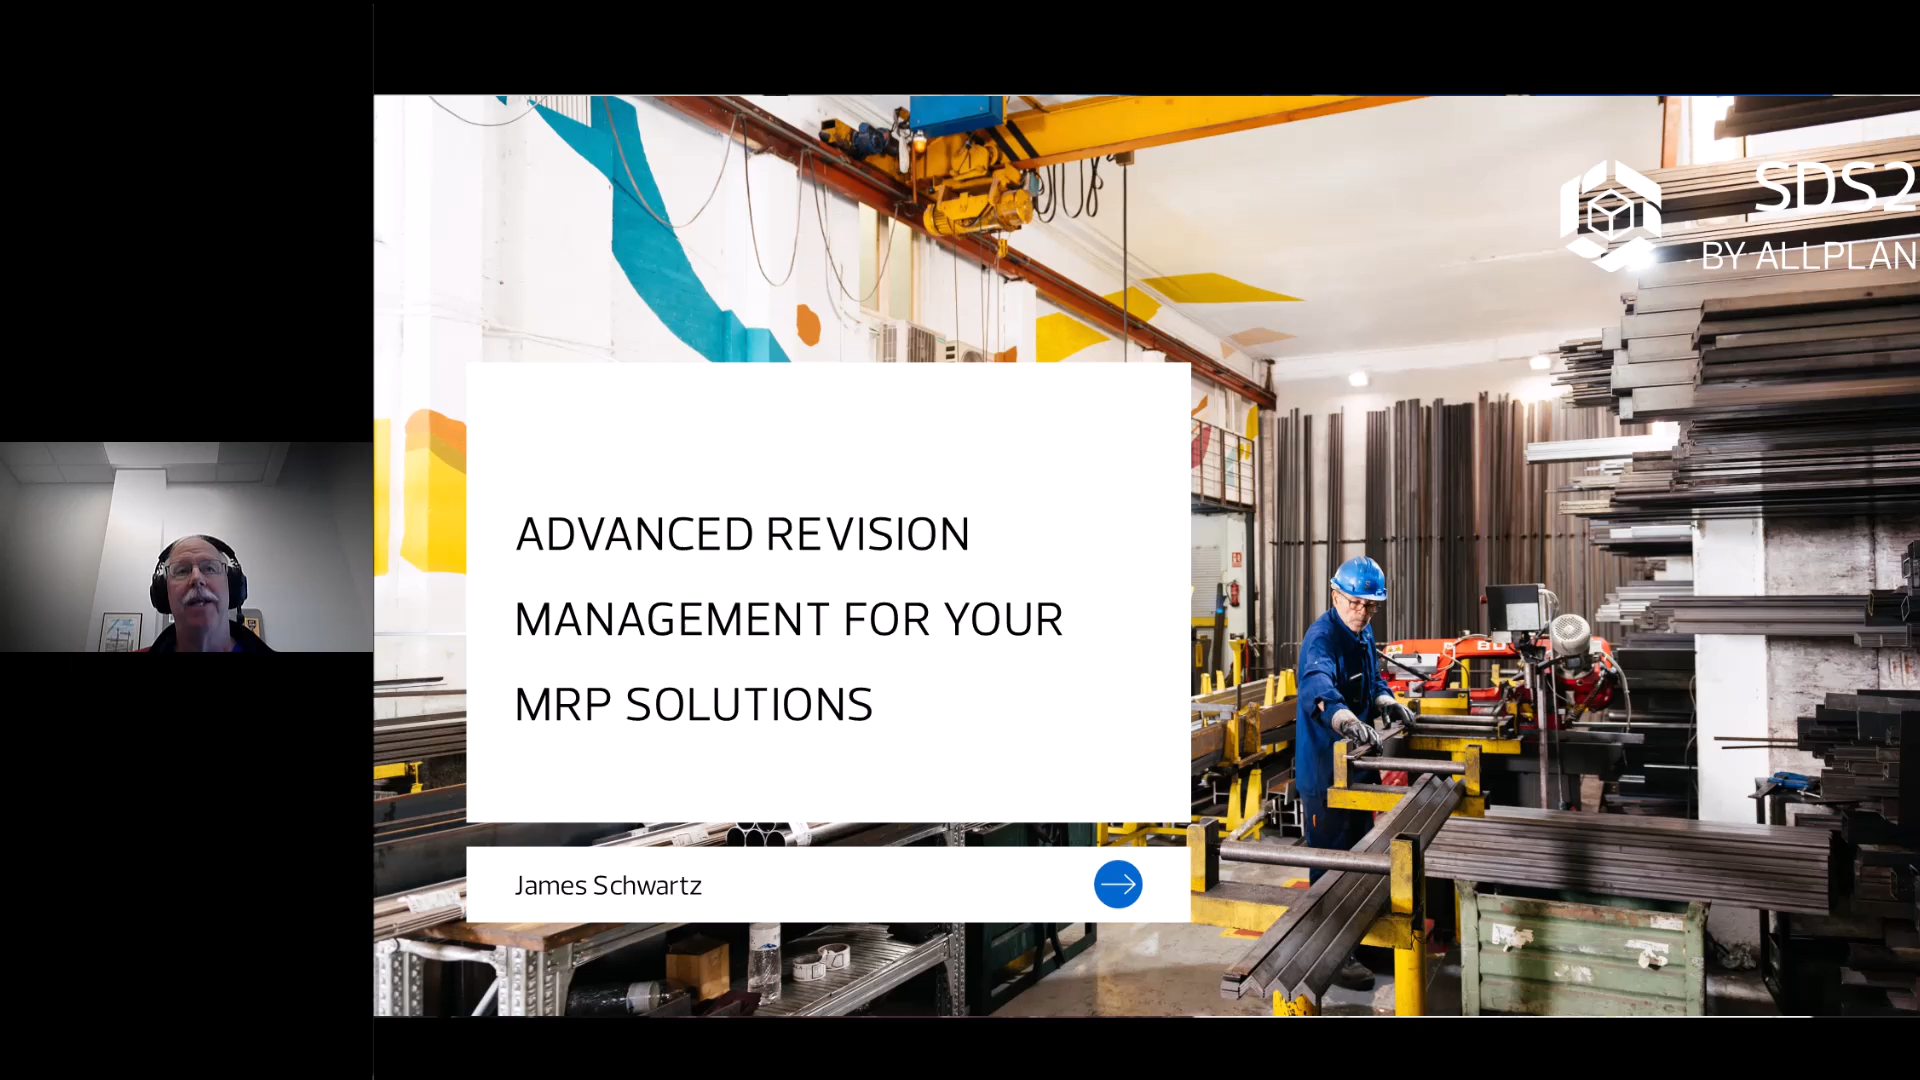 SDS2
BY ALLPLAN
ADVANCED REVISION
MANAGEMENT FOR YOUR
MRP SOLUTIONS
James Schwartz